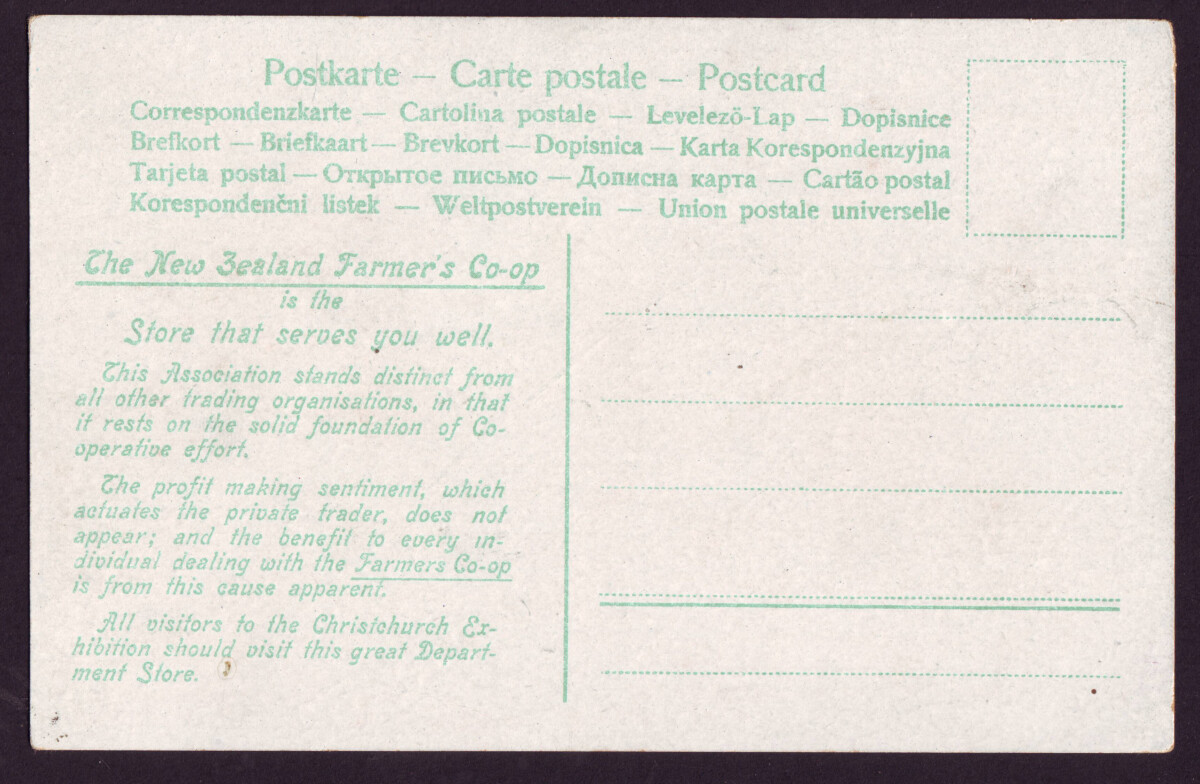 Postkarte – Carte postale – Postcard
Correspondenzkarte — Cartolina postale — Levelező-Lap — Dopisnice
Brefkort — Briefkaart — Brevkort — Dopisnica — Karta Korespondenzyjna
Tarjeta postal — Открытое письмо — Дописна карта — Cartão postal
Korespondenčni listek — Weltpostverein — Union postale universelle
The New Zealand Farmer's Co-op
is the
Store that serves you well.
This Association stands distinct from
all other trading organisations, in that
it rests on the solid foundation of Co-
operative effort.
The profit making sentiment, which
actuates the private trader, does not
appear; and the benefit to every in-
dividual dealing with the Farmers Co-op
is from this cause apparent.
All visitors to the Christchurch Ex-
hibition should visit this great Depart-
ment Store.